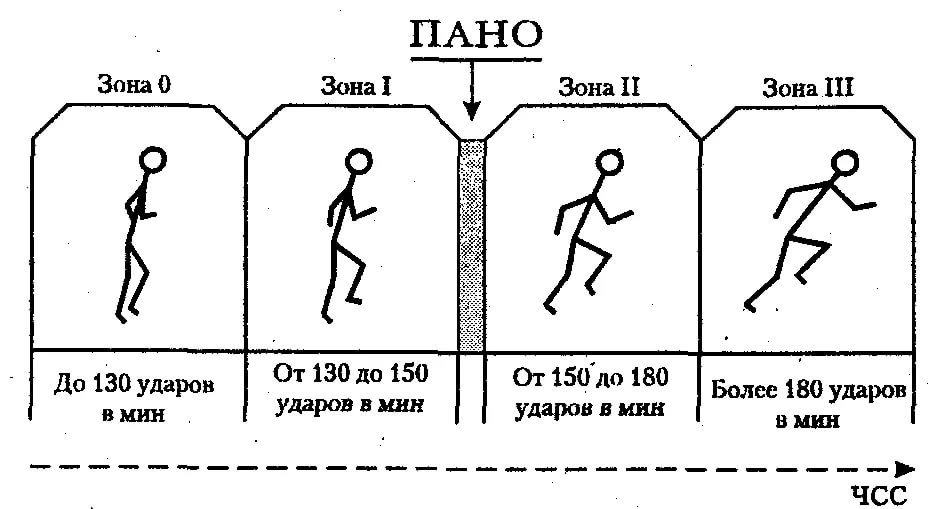 ПАНО
Зона 0
Зона I
Зона II
Зона III
До 130 ударов
в мин
От 130 до 150
ударов в мин
От 150 до 180
ударов в мин
Более 180 ударов
в мин
ЧСС